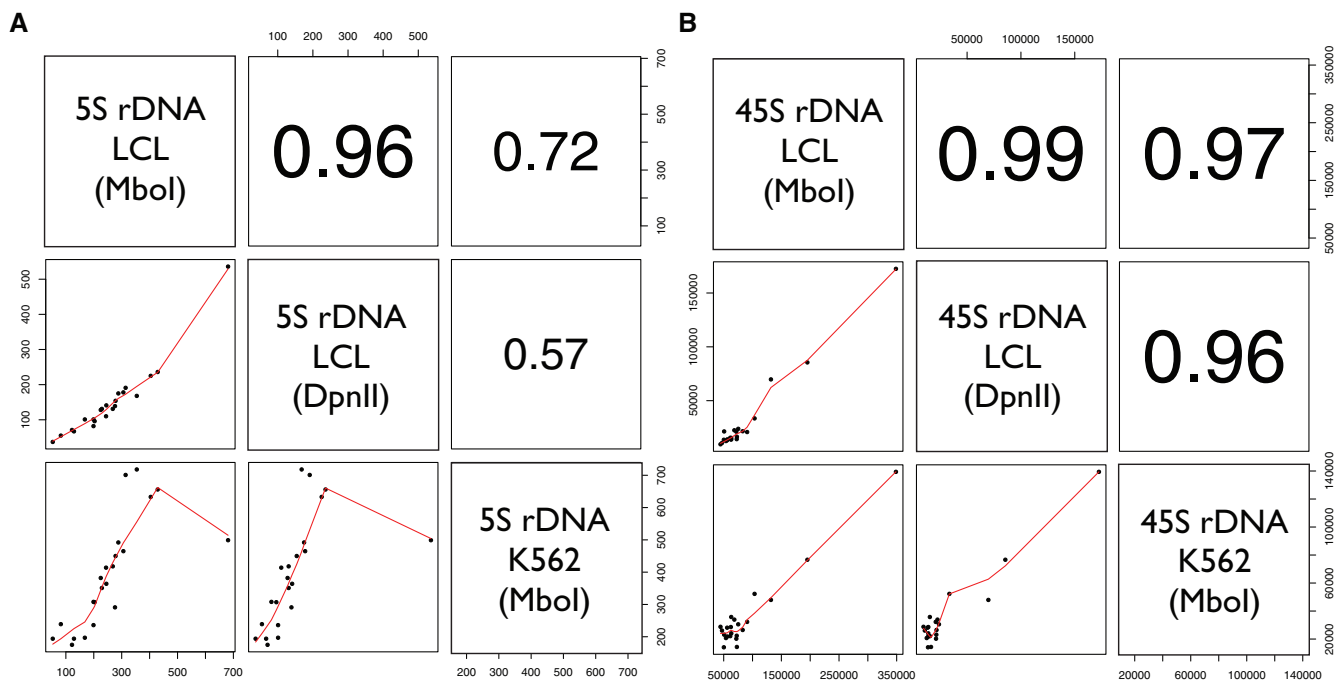 A
B
100 200 300 500
50000 100000 150000
5S rDNA
LCL
(MboI)
0.96
0.72
100 300 500 700
45S rDNA
LCL
(MboI)
0.99
0.97
50000 150000 250000 350000
100 200 300 400 500
5S rDNA
LCL
(DpnII)
0.57
50000 100000 150000
45S rDNA
LCL
(DpnII)
0.96
5S rDNA
K562
(MboI)
200 300 400 500 600 700
45S rDNA
K562
(MboI)
20000 60000 100000 140000
100 300 500 700
200 300 400 500 600 700
50000 150000 250000 350000
20000 60000 100000 140000